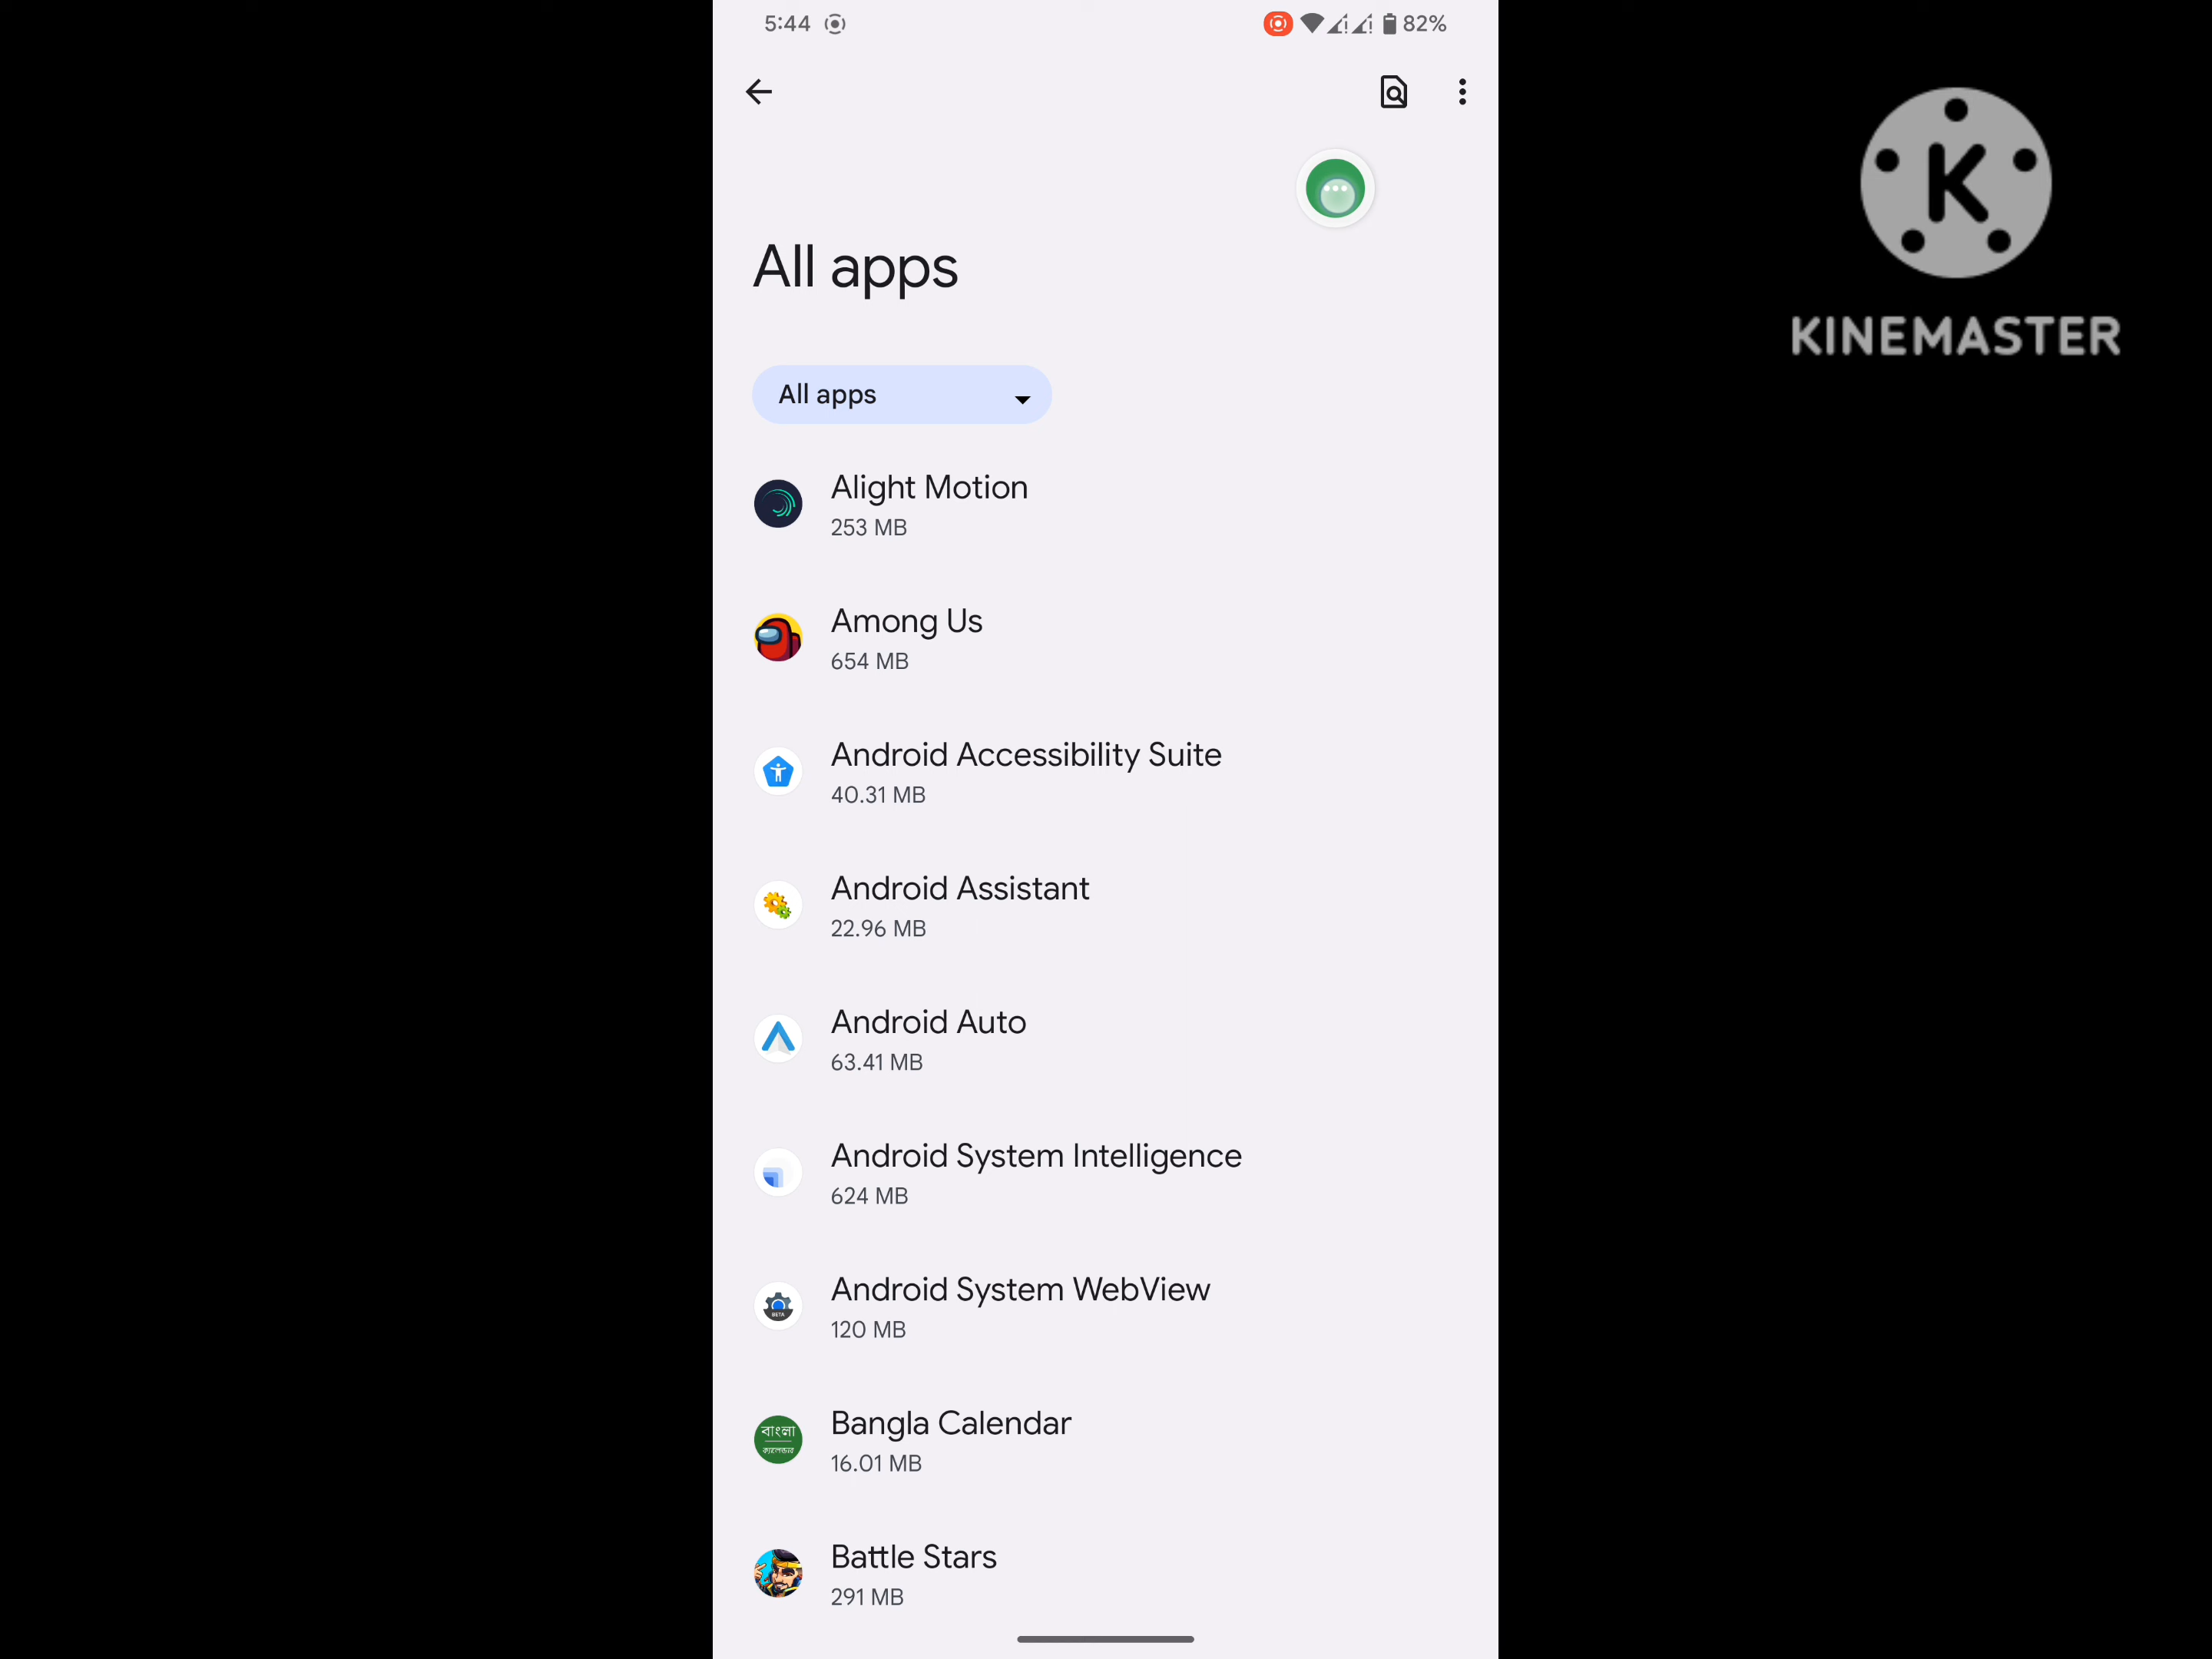 5:44
82%
All apps
All apps
Alight Motion
253 MB
Among Us
654 MB
Android Accessibility Suite
40.31 MB
Android Assistant
22.96 MB
Android Auto
63.41 MB
Android System Intelligence
624 MB
Android System WebView
120 MB
BETA
Bangla Calendar
16.01 MB
বাংলা
ক্যালেন্ডার
Battle Stars
291 MB
K
KINEMASTER